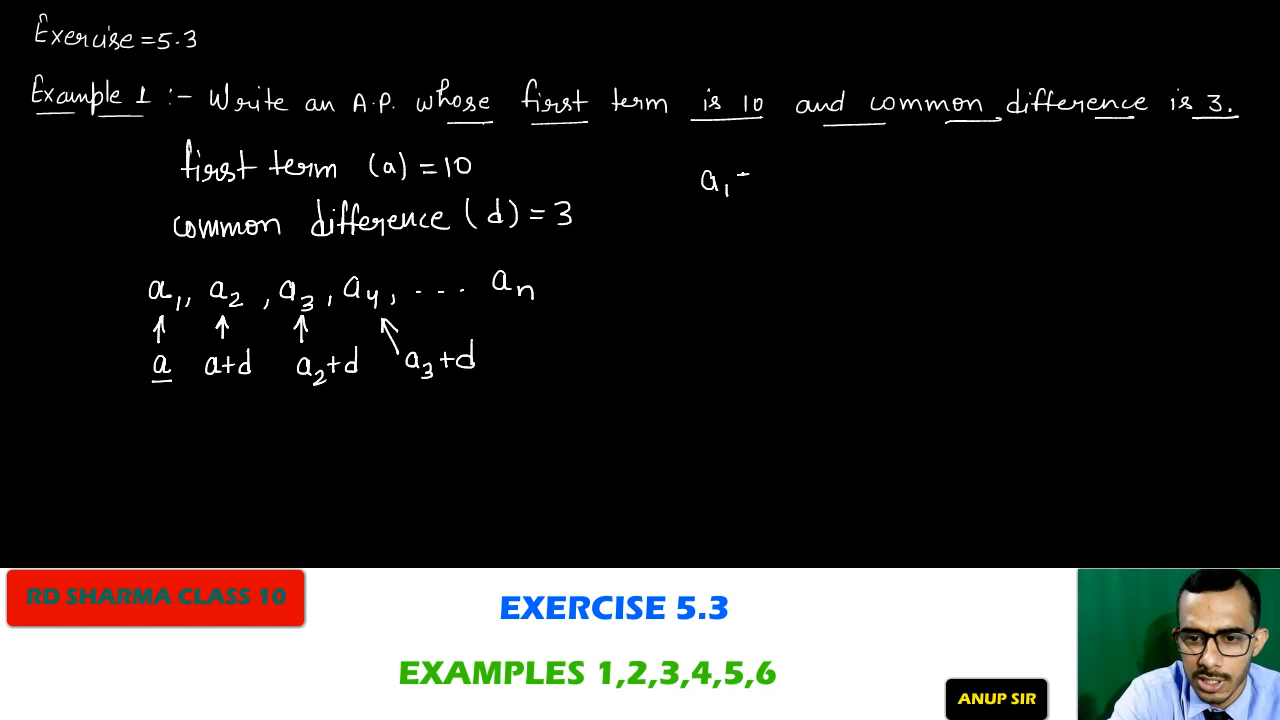 Exercise = 5.3
Example 1 :- Write an A.P. whose first term is 10 and common difference is 3.
first term (a) = 10
a₁ =
common difference (d) = 3
a₁, a₂, a₃, a₄, ... aₙ
↑ ↑ ↑ ↖
a a+d a₂+d a₃+d
RD SHARMA CLASS 10
EXERCISE 5.3
EXAMPLES 1,2,3,4,5,6
ANUP SIR